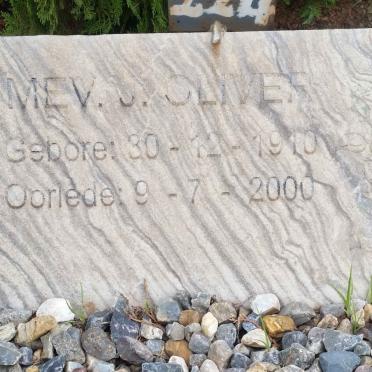 MEV. J. OLIVER
Gebore: 30 - 12 - 1910
Oorlede: 9 - 7 - 2000